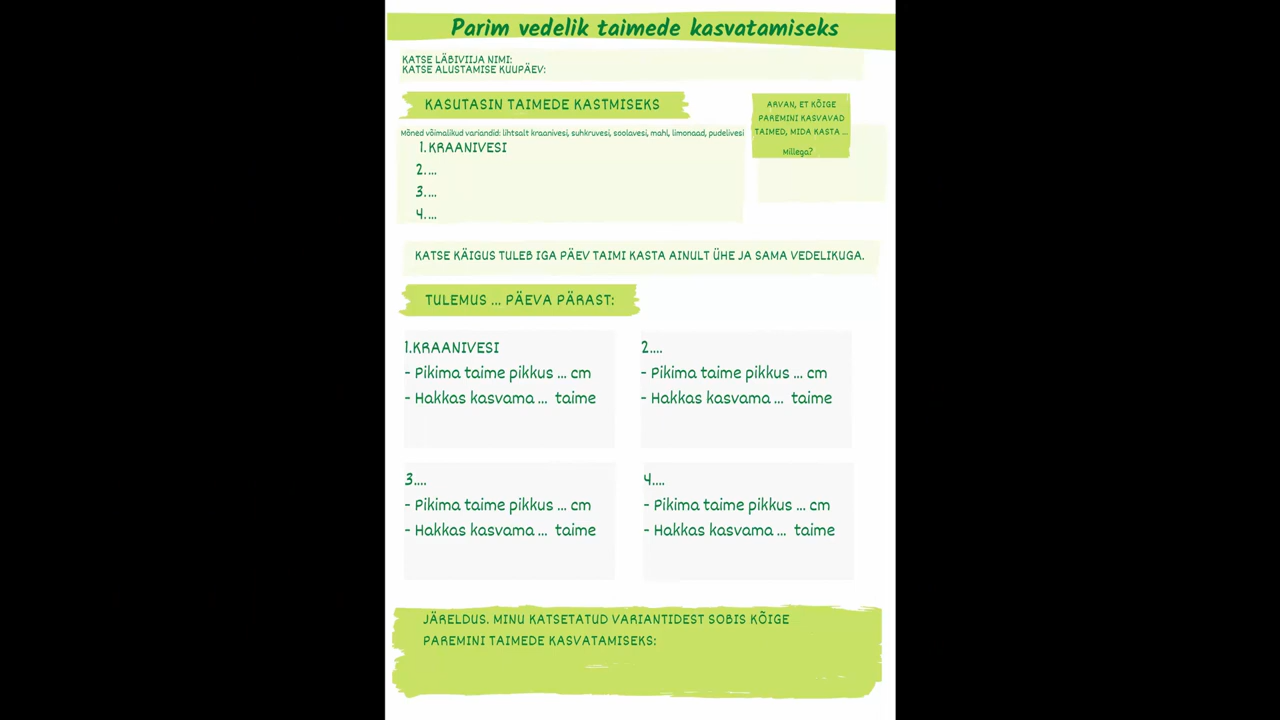 Parim vedelik taimede kasvatamiseks
KATSE LÄBIVIIJA NIMI:
KATSE ALUSTAMISE KUUPÄEV:
KASUTASIN TAIMEDE KASTMISEKS
Mõned võimalikud variandid: lihtsalt kraanivesi, suhkruvesi, soolavesi, mahl, limonaad, pudelivesi
1. KRAANIVESI
2. ...
3. ...
4. ...
ARVAN, ET KÕIGE
PAREMINI KASVAVAD
TAIMED, MIDA KASTA ...
Millega?
KATSE KÄIGUS TULEB IGA PÄEV TAIMI KASTA AINULT ÜHE JA SAMA VEDELIKUGA.
TULEMUS ... PÄEVA PÄRAST:
1.KRAANIVESI
- Pikima taime pikkus ... cm
- Hakkas kasvama ... taime
2....
- Pikima taime pikkus ... cm
- Hakkas kasvama ... taime
3....
- Pikima taime pikkus ... cm
- Hakkas kasvama ... taime
4....
- Pikima taime pikkus ... cm
- Hakkas kasvama ... taime
JÄRELDUS. MINU KATSETATUD VARIANTIDEST SOBIS KÕIGE
PAREMINI TAIMEDE KASVATAMISEKS: